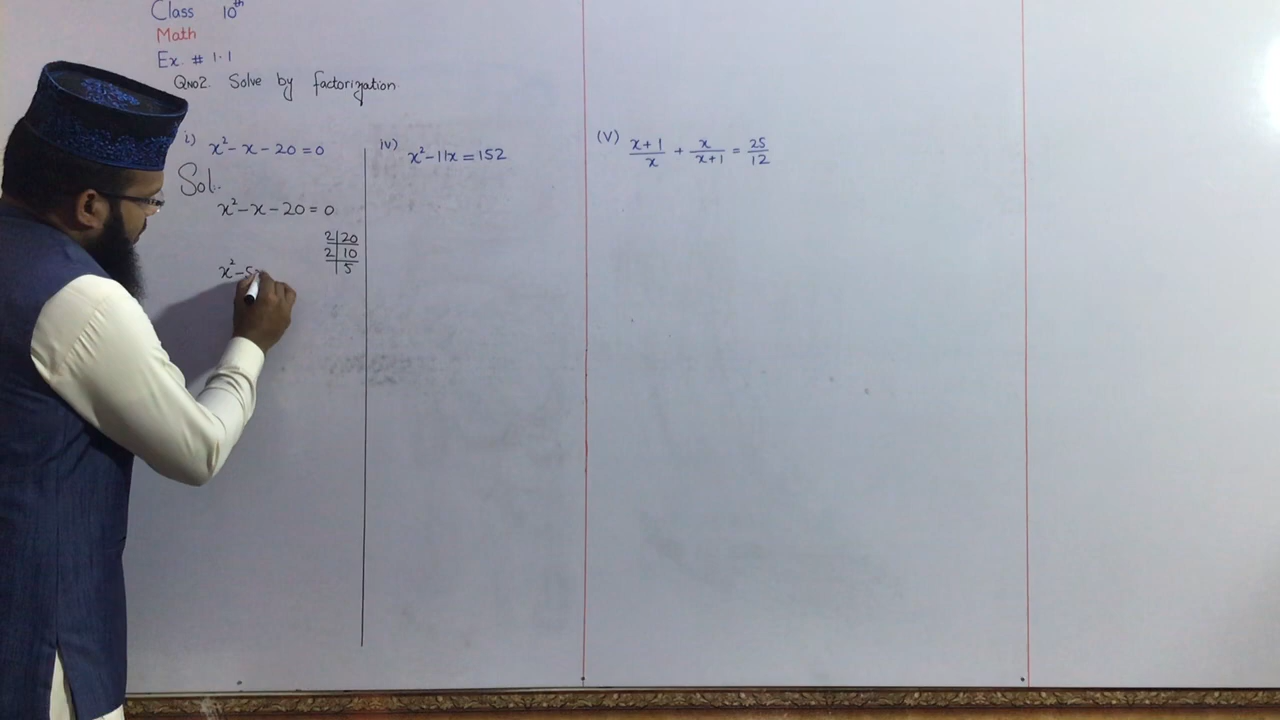 Class 10th
Math
Ex. # 1.1
QNo2. Solve by factorization
i) x² - x - 20 = 0
Sol.
x² - x - 20 = 0
2 | 20
2 | 10
5
x² - 5
iv) x² - 11x = 152
(V) x+1/x + x/x+1 = 25/12